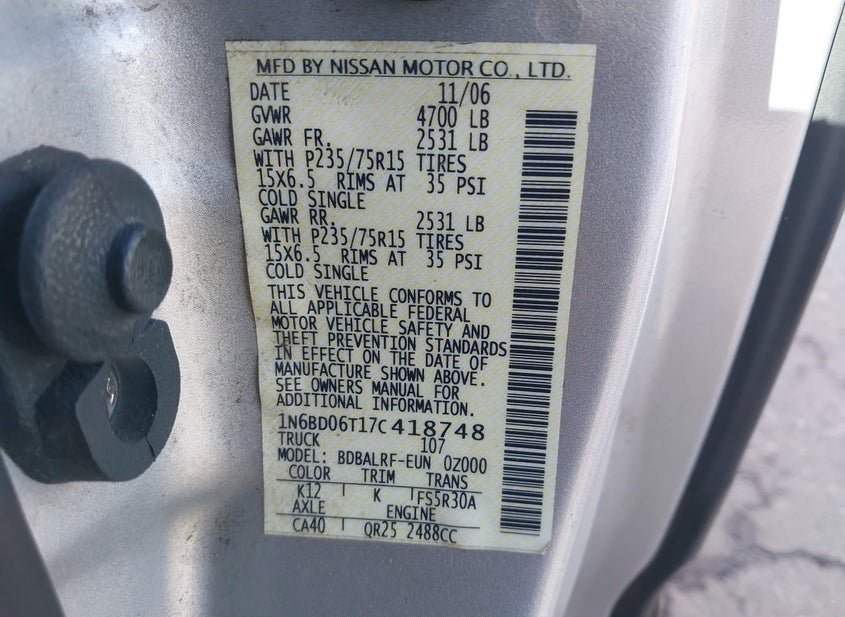 MFD BY NISSAN MOTOR CO., LTD.
DATE 11/06
GVWR 4700 LB
GAWR FR. 2531 LB
WITH P235/75R15 TIRES
15X6.5 RIMS AT 35 PSI
COLD SINGLE
GAWR RR. 2531 LB
WITH P235/75R15 TIRES
15X6.5 RIMS AT 35 PSI
COLD SINGLE
THIS VEHICLE CONFORMS TO
ALL APPLICABLE FEDERAL
MOTOR VEHICLE SAFETY AND
THEFT PREVENTION STANDARDS
IN EFFECT ON THE DATE OF
MANUFACTURE SHOWN ABOVE.
SEE OWNERS MANUAL FOR
ADDITIONAL INFORMATION.
1N6BD06T17C418748
TRUCK 107
MODEL: BDBALRF-EUN 0Z000
COLOR TRIM TRANS
K12 K FS5R30A
AXLE ENGINE
CA40 QR25 2488CC